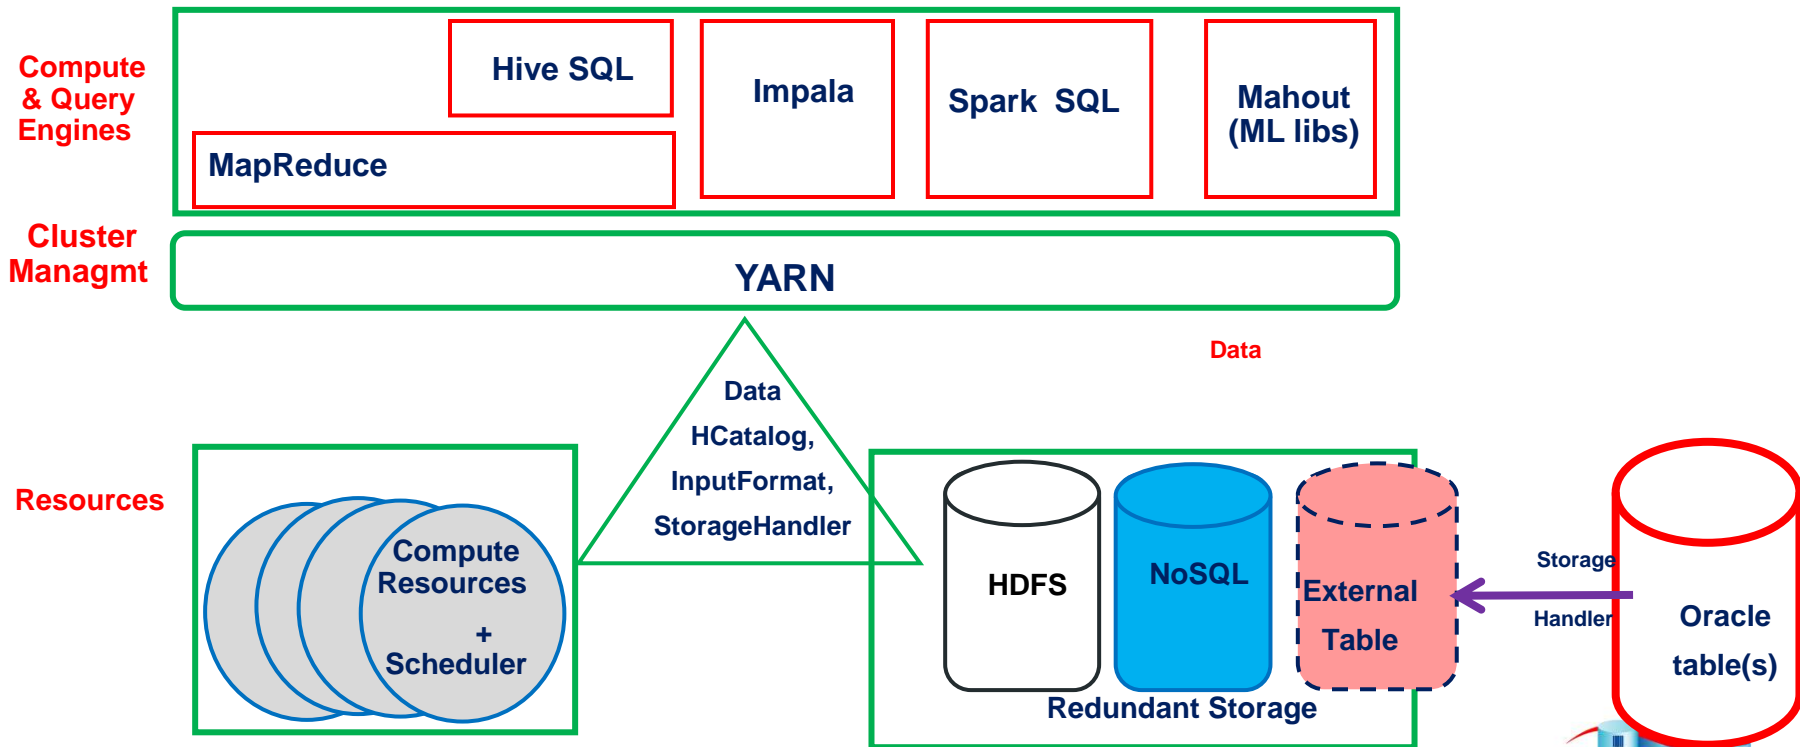 Compute
& Query
Engines
Hive SQL
Impala
Spark SQL
Mahout
(ML libs)
MapReduce
Cluster
Managmt
YARN
Data
Data
HCatalog,
InputFormat,
StorageHandler
Resources
Compute
Resources
+
Scheduler
HDFS
NoSQL
External
Table
Redundant Storage
Storage
Handler
Oracle
table(s)